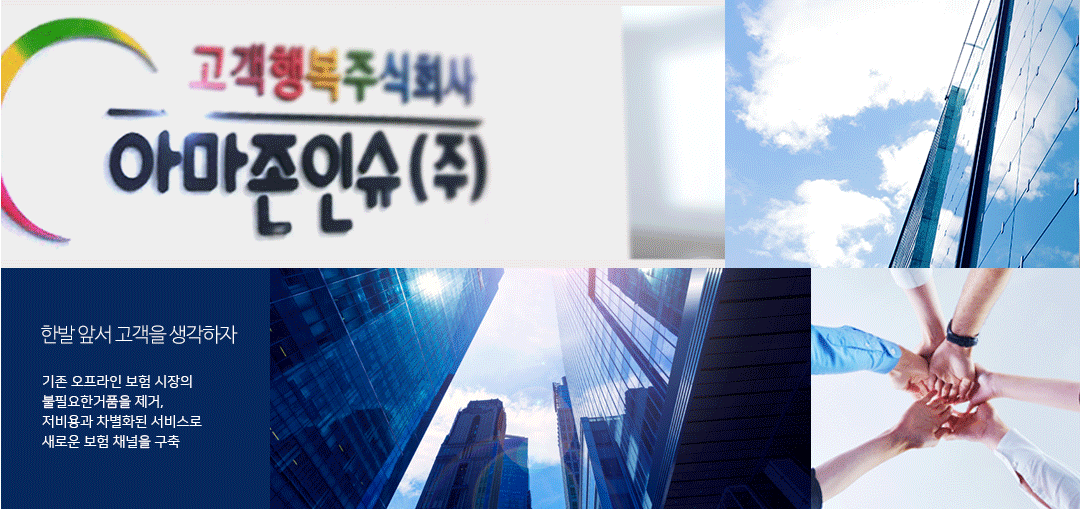 고객행복주식회사
아마존인슈(주)
한발 앞서 고객을 생각하자
기존 오프라인 보험 시장의
불필요한거품을 제거,
저비용과 차별화된 서비스로
새로운 보험 채널을 구축